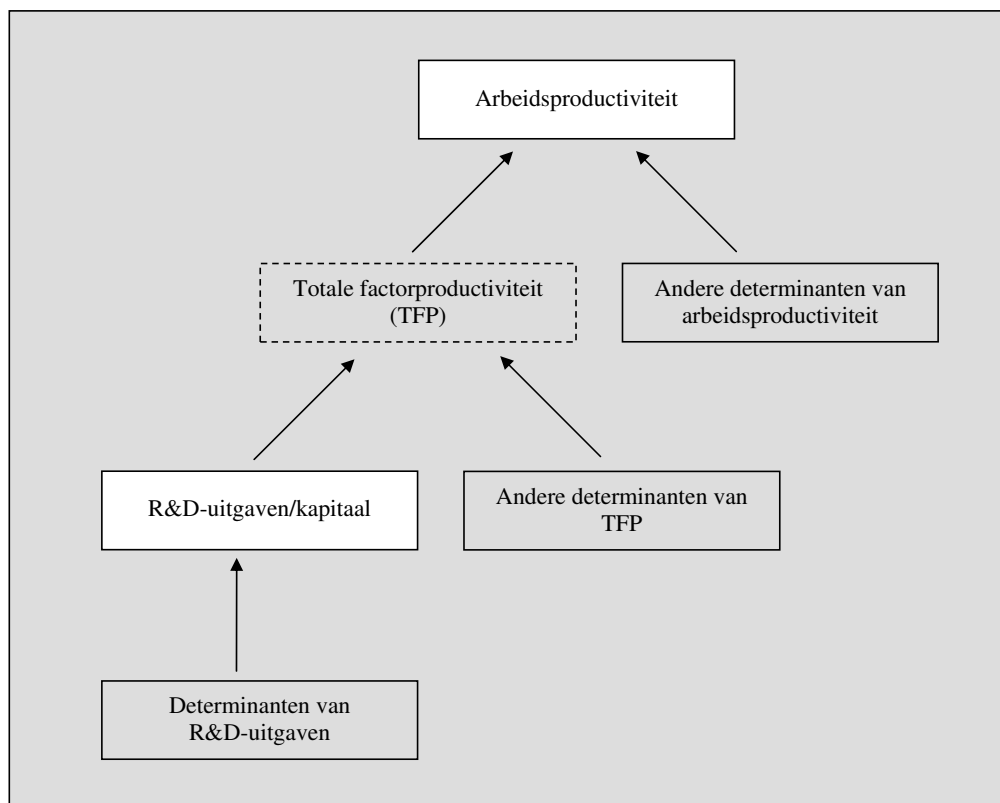 Arbeidsproductiviteit
Totale factorproductiviteit
(TFP)
Andere determinanten van
arbeidsproductiviteit
R&D-uitgaven/kapitaal
Andere determinanten van
TFP
Determinanten van
R&D-uitgaven